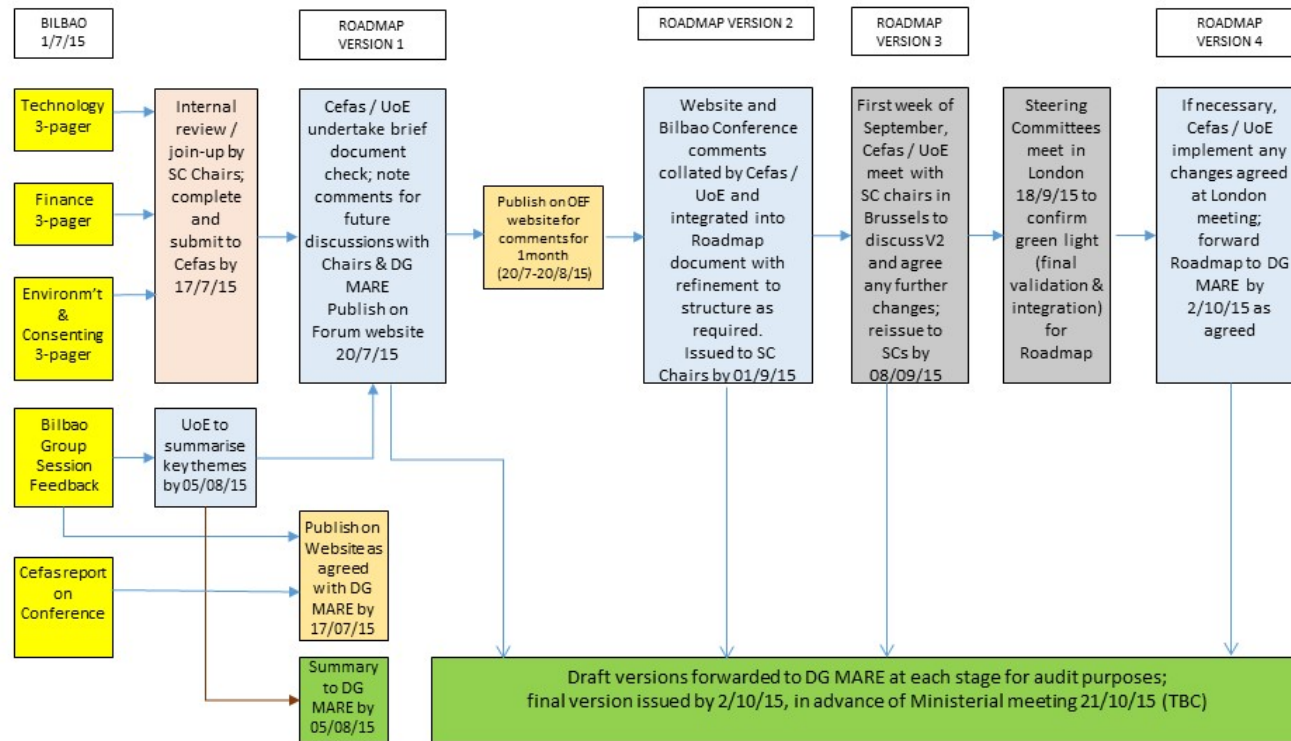 BILBAO
1/7/15
ROADMAP
VERSION 1
ROADMAP VERSION 2
ROADMAP
VERSION 3
ROADMAP
VERSION 4
Technology
3-pager
Finance
3-pager
Environm't
&
Consenting
3-pager
Internal
review /
join-up by
SC Chairs;
complete
and
submit to
Cefas by
17/7/15
Cefas / UoE
undertake brief
document
check; note
comments for
future
discussions with
Chairs & DG
MARE
Publish on
Forum website
20/7/15
Publish on OEF
website for
comments for
1month
(20/7-20/8/15)
Website and
Bilbao Conference
comments
collated by Cefas /
UoE and
integrated into
Roadmap
document with
refinement to
structure as
required.
Issued to SC
Chairs by 01/9/15
First week of
September,
Cefas / UoE
meet with
SC chairs in
Brussels to
discuss V2
and agree
any further
changes;
reissue to
SCs by
08/09/15
Steering
Committees
meet in
London
18/9/15 to
confirm
green light
(final
validation &
integration)
for
Roadmap
If necessary,
Cefas / UoE
implement any
changes agreed
at London
meeting;
forward
Roadmap to DG
MARE by
2/10/15 as
agreed
Bilbao
Group
Session
Feedback
UoE to
summarise
key themes
by 05/08/15
Cefas report
on
Conference
Publish on
Website as
agreed
with DG
MARE by
17/07/15
Summary
to DG
MARE by
05/08/15
Draft versions forwarded to DG MARE at each stage for audit purposes;
final version issued by 2/10/15, in advance of Ministerial meeting 21/10/15 (TBC)